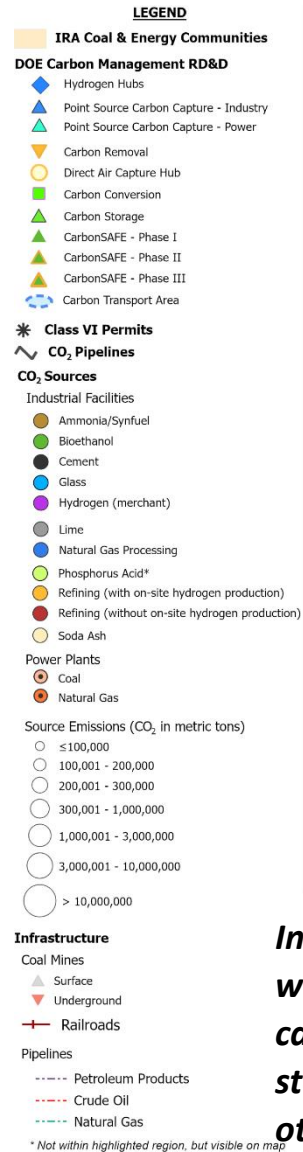 LEGEND
IRA Coal & Energy Communities
DOE Carbon Management RD&D
Hydrogen Hubs
Point Source Carbon Capture - Industry
Point Source Carbon Capture - Power
Carbon Removal
Direct Air Capture Hub
Carbon Conversion
Carbon Storage
CarbonSAFE - Phase I
CarbonSAFE - Phase II
CarbonSAFE - Phase III
Carbon Transport Area
Class VI Permits
CO₂ Pipelines
CO₂ Sources
Industrial Facilities
Ammonia/Synfuel
Bioethanol
Cement
Glass
Hydrogen (merchant)
Lime
Natural Gas Processing
Phosphorus Acid*
Refining (with on-site hydrogen production)
Refining (without on-site hydrogen production)
Soda Ash
Power Plants
Coal
Natural Gas
Source Emissions (CO₂ in metric tons)
≤100,000
100,001 - 200,000
200,001 - 300,000
300,001 - 1,000,000
1,000,001 - 3,000,000
3,000,001 - 10,000,000
> 10,000,000
Infrastructure
Coal Mines
Surface
Underground
Railroads
Pipelines
Petroleum Products
Crude Oil
Natural Gas
* Not within highlighted region, but visible on map
In
w
ca
st
ot